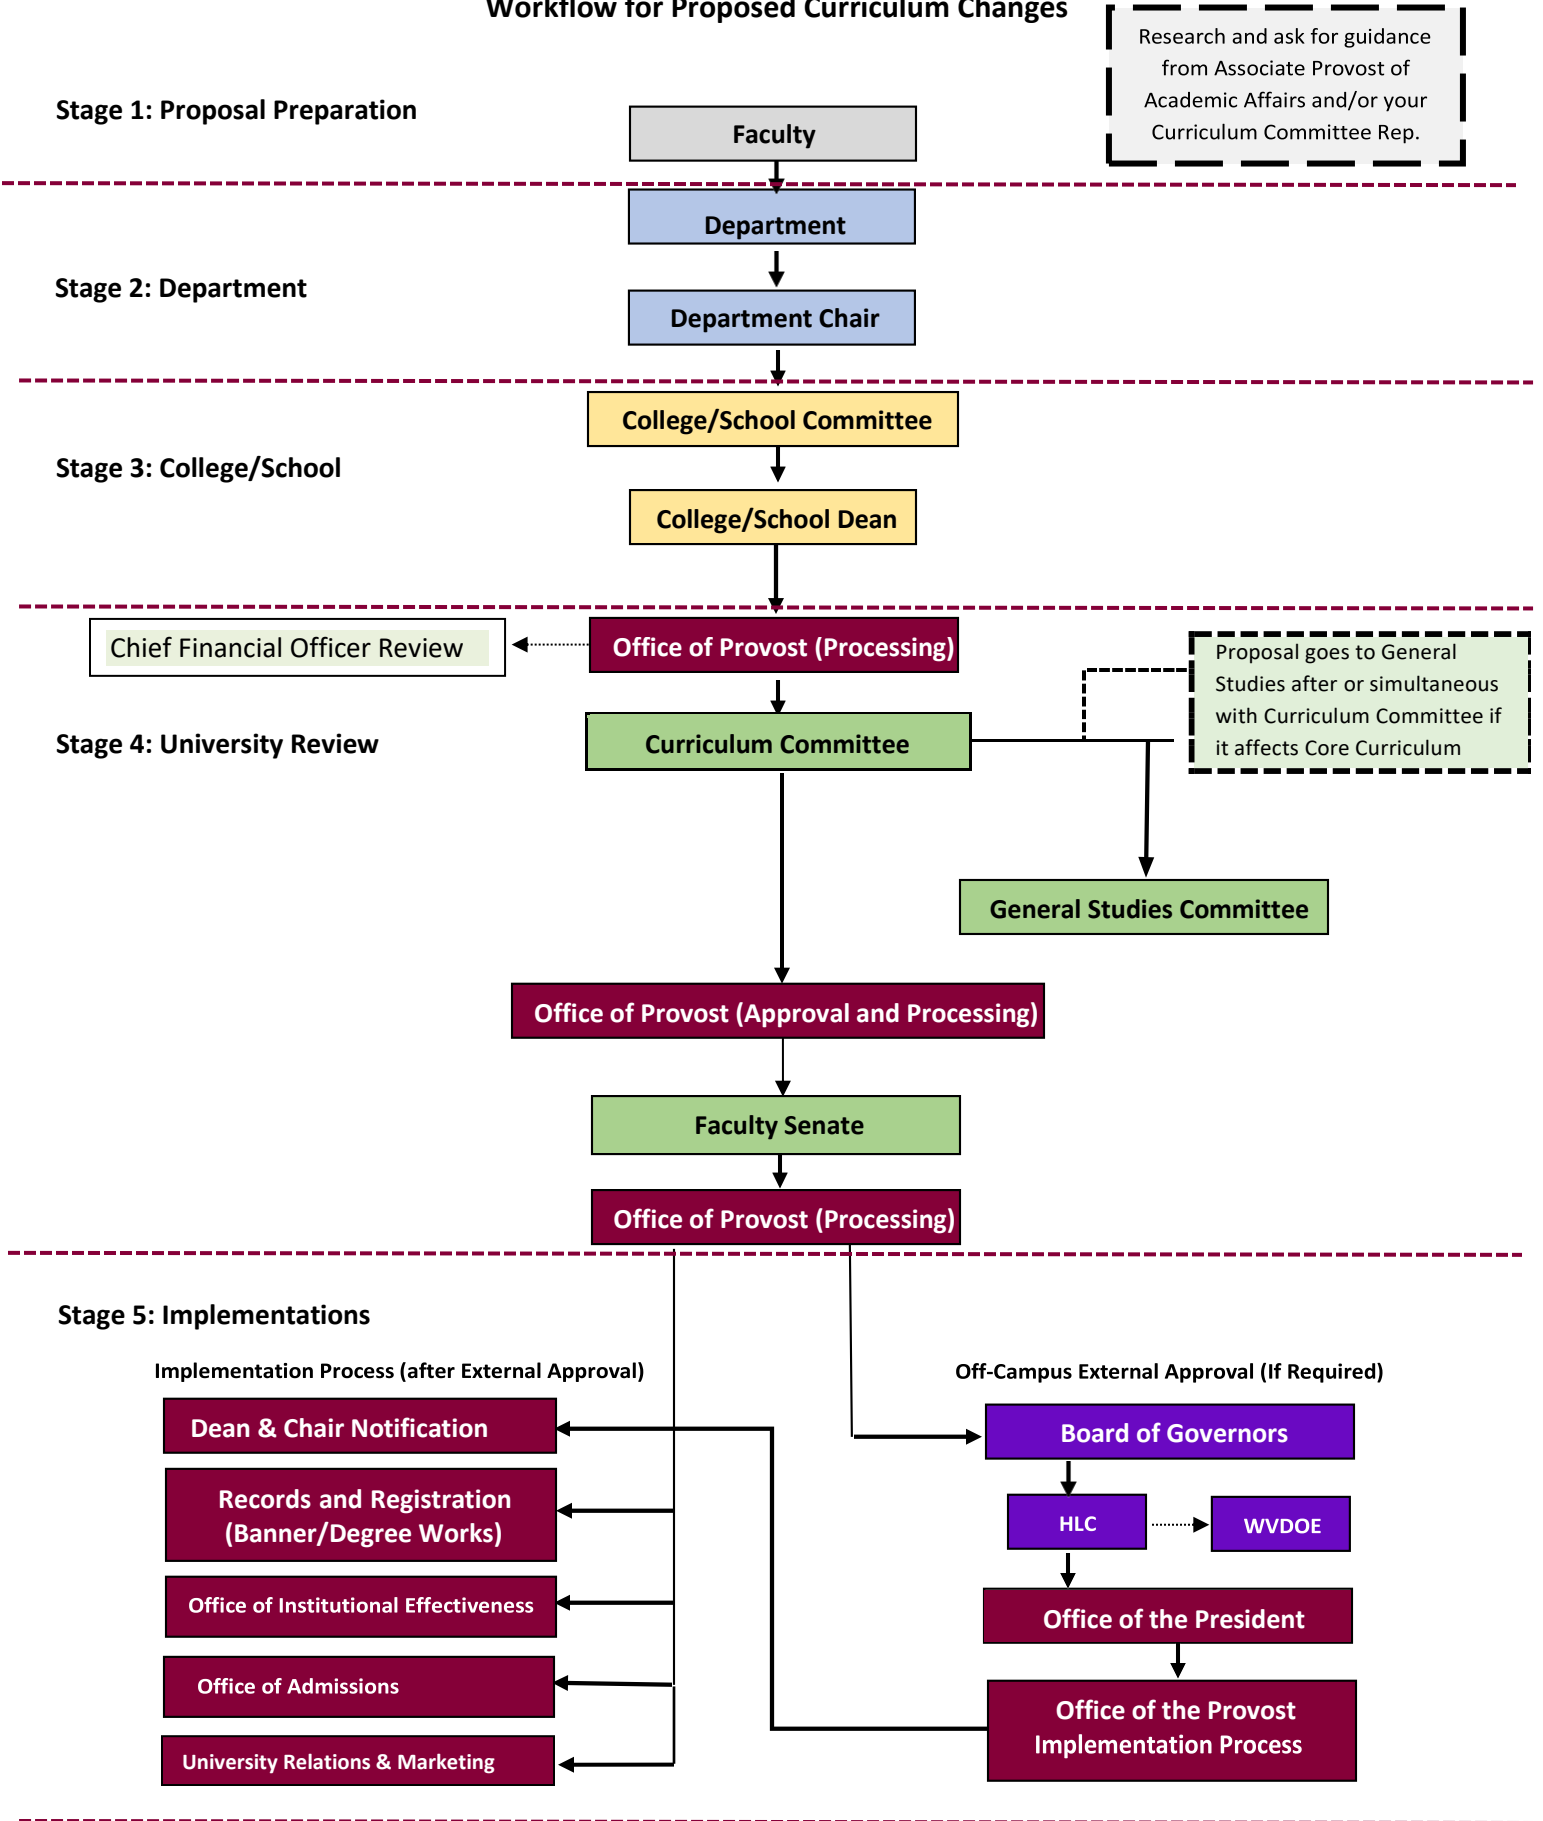 Workflow for Proposed Curriculum Changes
Research and ask for guidance
from Associate Provost of
Academic Affairs and/or your
Curriculum Committee Rep.
Stage 1: Proposal Preparation
Faculty
Department
Stage 2: Department
Department Chair
College/School Committee
Stage 3: College/School
College/School Dean
Chief Financial Officer Review
Office of Provost (Processing)
Proposal goes to General
Studies after or simultaneous
with Curriculum Committee if
it affects Core Curriculum
Stage 4: University Review
Curriculum Committee
General Studies Committee
Office of Provost (Approval and Processing)
Faculty Senate
Office of Provost (Processing)
Stage 5: Implementations
Implementation Process (after External Approval)
Off-Campus External Approval (If Required)
Dean & Chair Notification
Board of Governors
Records and Registration
(Banner/Degree Works)
HLC
WVDOE
Office of Institutional Effectiveness
Office of the President
Office of Admissions
Office of the Provost
Implementation Process
University Relations & Marketing